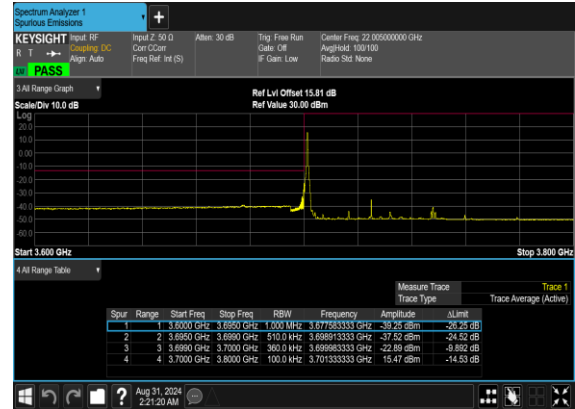 Spectrum Analyzer 1
Spurious Emissions
+
KEYSIGHT
R T
PASS
Input: RF
Coupling: DC
Align: Auto
Input Z: 50 Ω
Corr CCorr
Freq Ref: Int (S)
Atten: 30 dB
Trig: Free Run
Gate: Off
IF Gain: Low
Center Freq: 22.005000000 GHz
Avg|Hold: 100/100
Radio Std: None
3 All Range Graph
Scale/Div 10.0 dB
Ref Lvl Offset 15.81 dB
Ref Value 30.00 dBm
Log
20.0
10.0
0.00
-10.0
-20.0
-30.0
-40.0
-50.0
-60.0
Start 3.600 GHz
Stop 3.800 GHz
4 All Range Table
Measure Trace Trace 1
Trace Type Trace Average (Active)
Spur Range Start Freq Stop Freq RBW Frequency Amplitude ΔLimit
1 1 3.6000 GHz 3.6950 GHz 1.000 MHz 3.677583333 GHz -39.25 dBm -26.25 dB
2 2 3.6950 GHz 3.6990 GHz 510.0 kHz 3.698913333 GHz -37.52 dBm -24.52 dB
3 3 3.6990 GHz 3.7000 GHz 360.0 kHz 3.699983333 GHz -22.89 dBm -9.892 dB
4 4 3.7000 GHz 3.8000 GHz 100.0 kHz 3.701333333 GHz 15.47 dBm -14.53 dB
?
Aug 31, 2024
2:21:20 AM